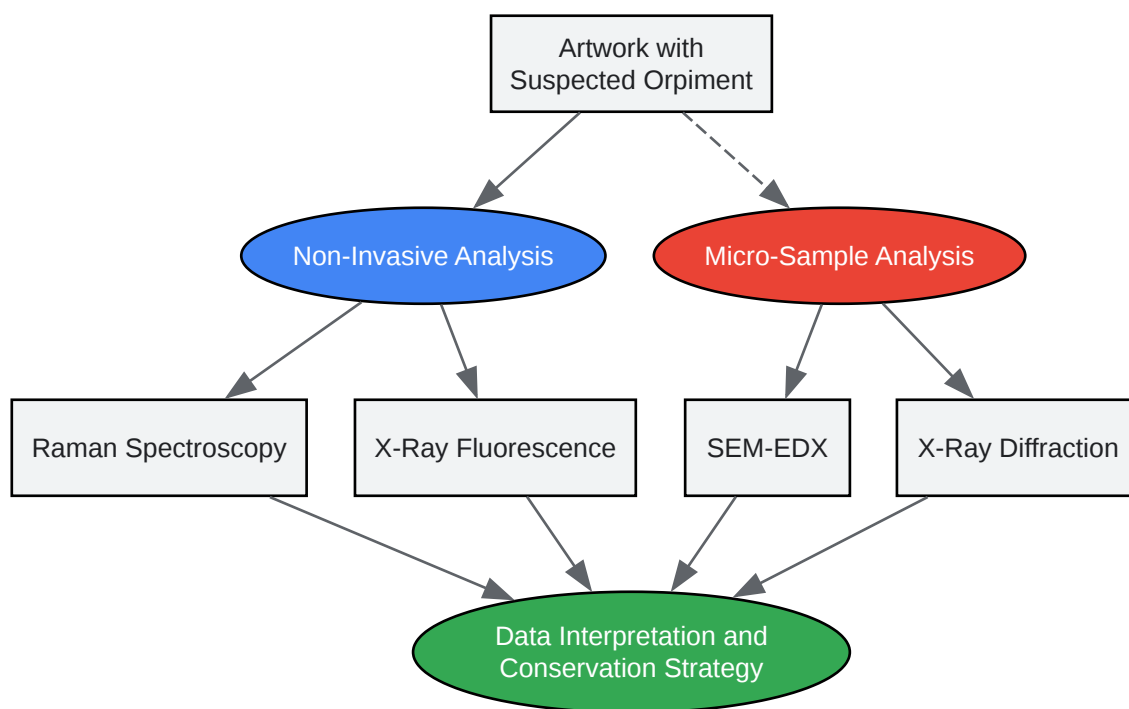 Artwork with
Suspected Orpiment
Non-Invasive Analysis
Micro-Sample Analysis
Raman Spectroscopy
X-Ray Fluorescence
SEM-EDX
X-Ray Diffraction
Data Interpretation and
Conservation Strategy